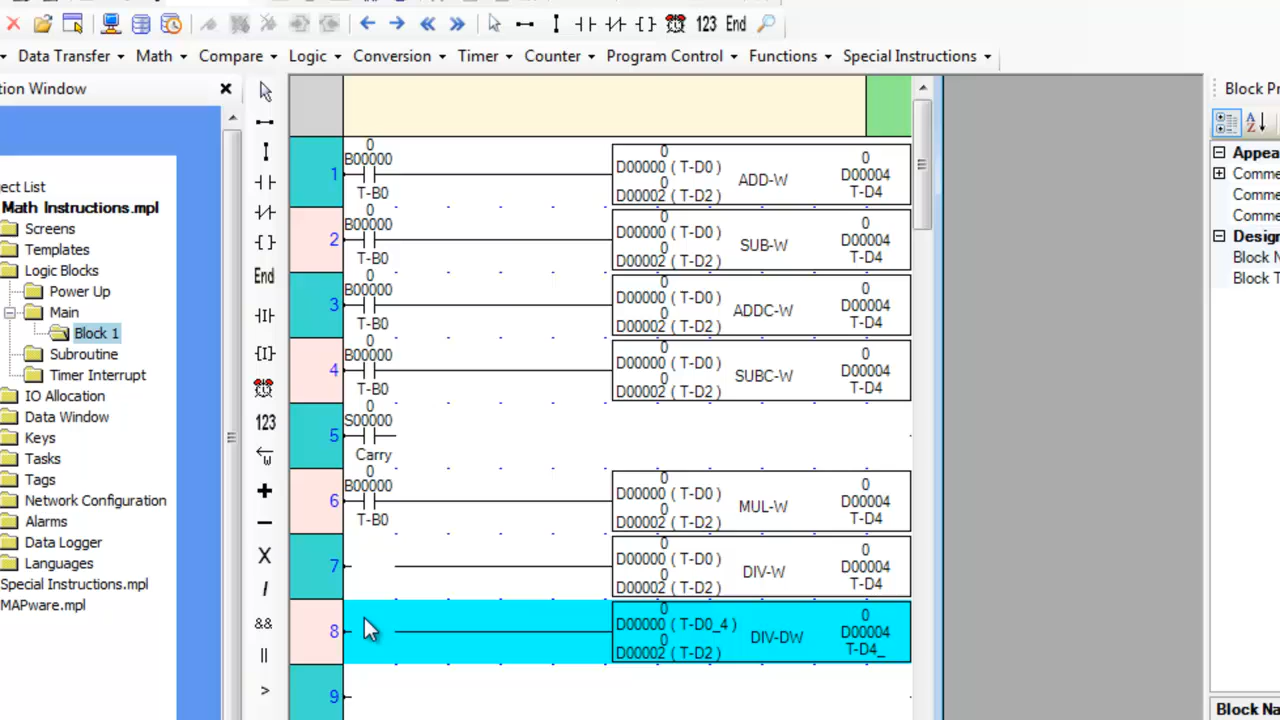 123 End
Data Transfer Math Compare Logic Conversion Timer Counter Program Control Functions Special Instructions
tion Window
Block Pr
ject List
Math Instructions.mpl
Screens
Templates
Logic Blocks
Power Up
Main
Block 1
Subroutine
Timer Interrupt
IO Allocation
Data Window
Keys
Tasks
Tags
Network Configuration
Alarms
Data Logger
Languages
Special Instructions.mpl
MAPware.mpl
End
123
W
+
−
X
/
&&
||
>
1
0
B00000
T-B0
0
D00000 ( T-D0 )
0
D00002 ( T-D2 )
ADD-W
0
D00004
T-D4
2
0
B00000
T-B0
0
D00000 ( T-D0 )
0
D00002 ( T-D2 )
SUB-W
0
D00004
T-D4
3
0
B00000
T-B0
0
D00000 ( T-D0 )
0
D00002 ( T-D2 )
ADDC-W
0
D00004
T-D4
4
0
B00000
T-B0
0
D00000 ( T-D0 )
0
D00002 ( T-D2 )
SUBC-W
0
D00004
T-D4
5
0
S00000
Carry
6
0
B00000
T-B0
0
D00000 ( T-D0 )
0
D00002 ( T-D2 )
MUL-W
0
D00004
T-D4
7
0
D00000 ( T-D0 )
0
D00002 ( T-D2 )
DIV-W
0
D00004
T-D4
8
0
D00000 ( T-D0_4 )
0
D00002 ( T-D2 )
DIV-DW
0
D00004
T-D4_
9
Appea
Comme
Comme
Comme
Design
Block N
Block T
Block Na